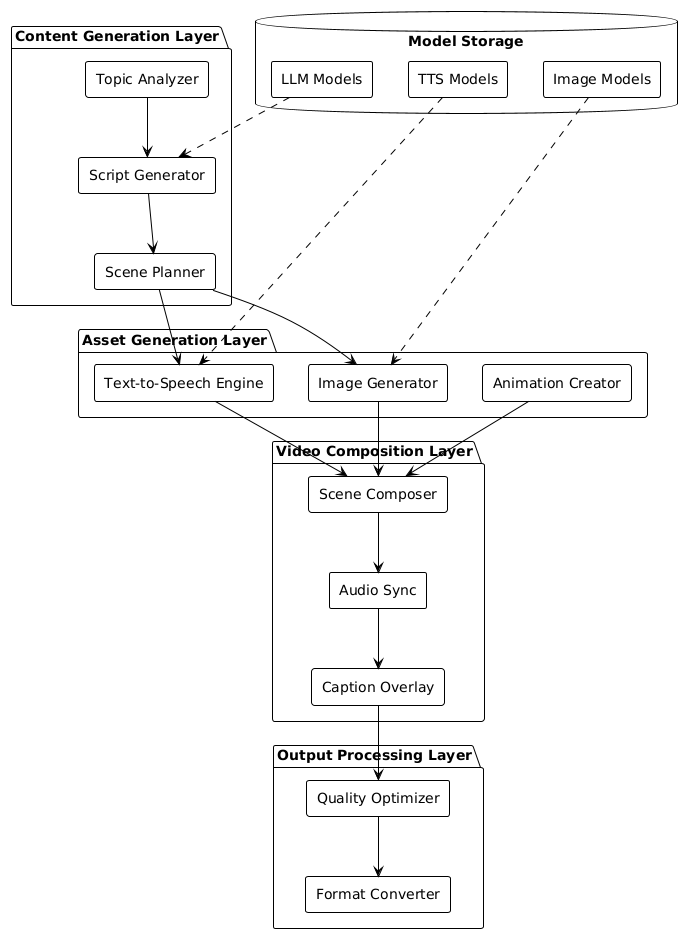 Content Generation Layer
Model Storage
Topic Analyzer
LLM Models
TTS Models
Image Models
Script Generator
Scene Planner
Asset Generation Layer
Text-to-Speech Engine
Image Generator
Animation Creator
Video Composition Layer
Scene Composer
Audio Sync
Caption Overlay
Output Processing Layer
Quality Optimizer
Format Converter